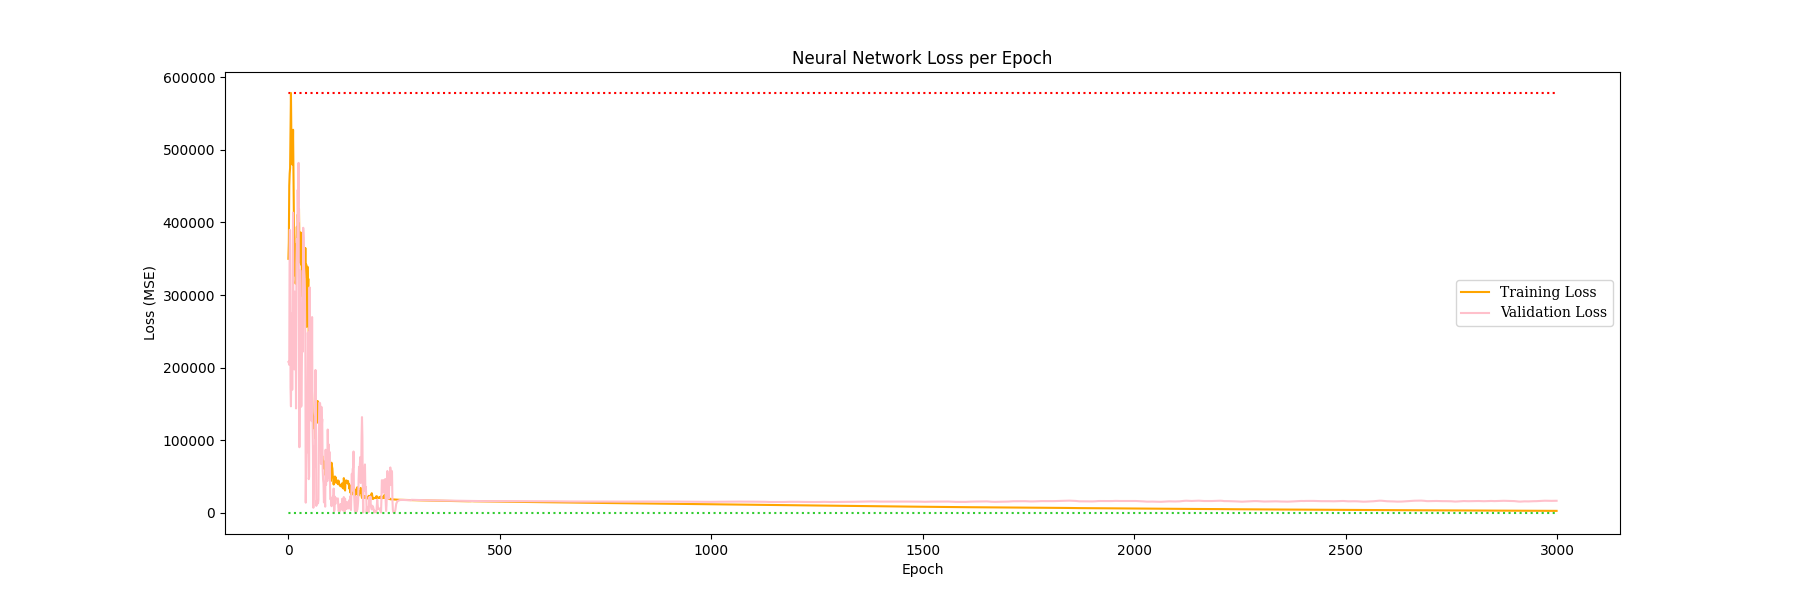 Neural Network Loss per Epoch
600000
500000
400000
300000
200000
100000
0
Loss (MSE)
Training Loss
Validation Loss
0
500
1000
1500
2000
2500
3000
Epoch